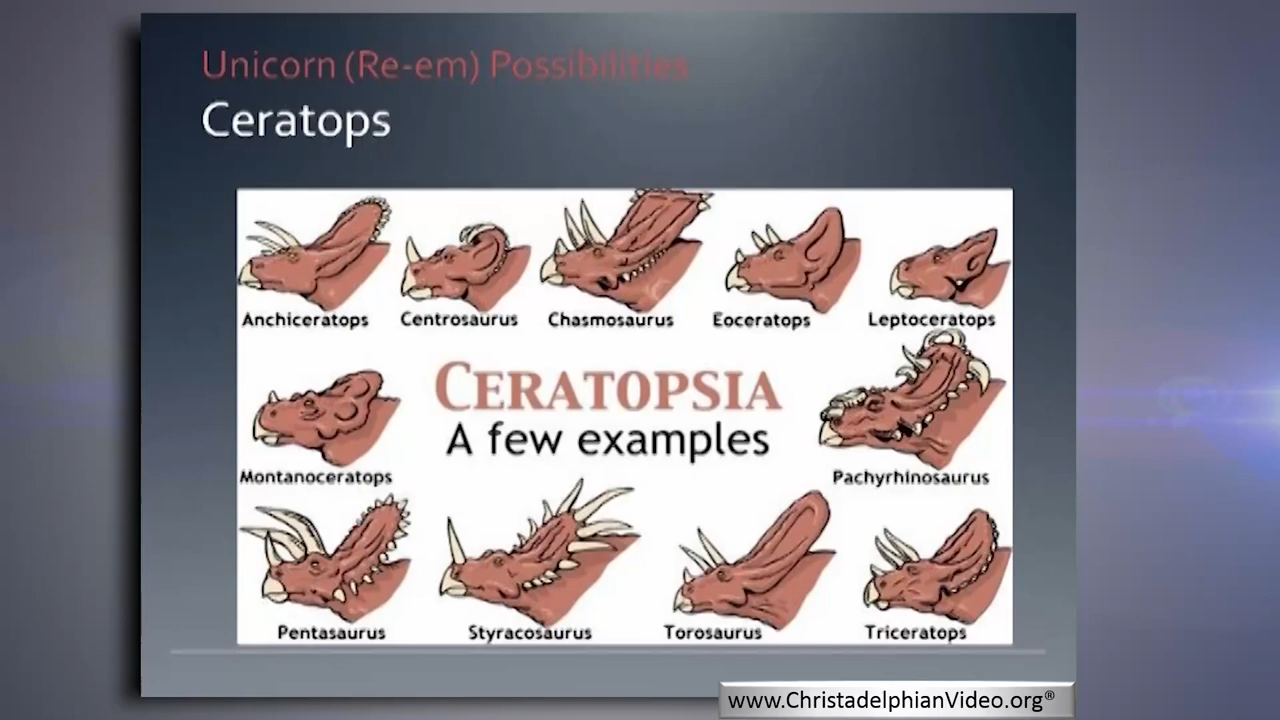 Unicorn (Re-em) Possibilities
Ceratops
Anchiceratops Centrosaurus Chasmosaurus Eoceratops Leptoceratops
CERATOPSIA
A few examples
Montanoceratops Pachyrhinosaurus
Pentasaurus Styracosaurus Torosaurus Triceratops
www.ChristadelphianVideo.org®